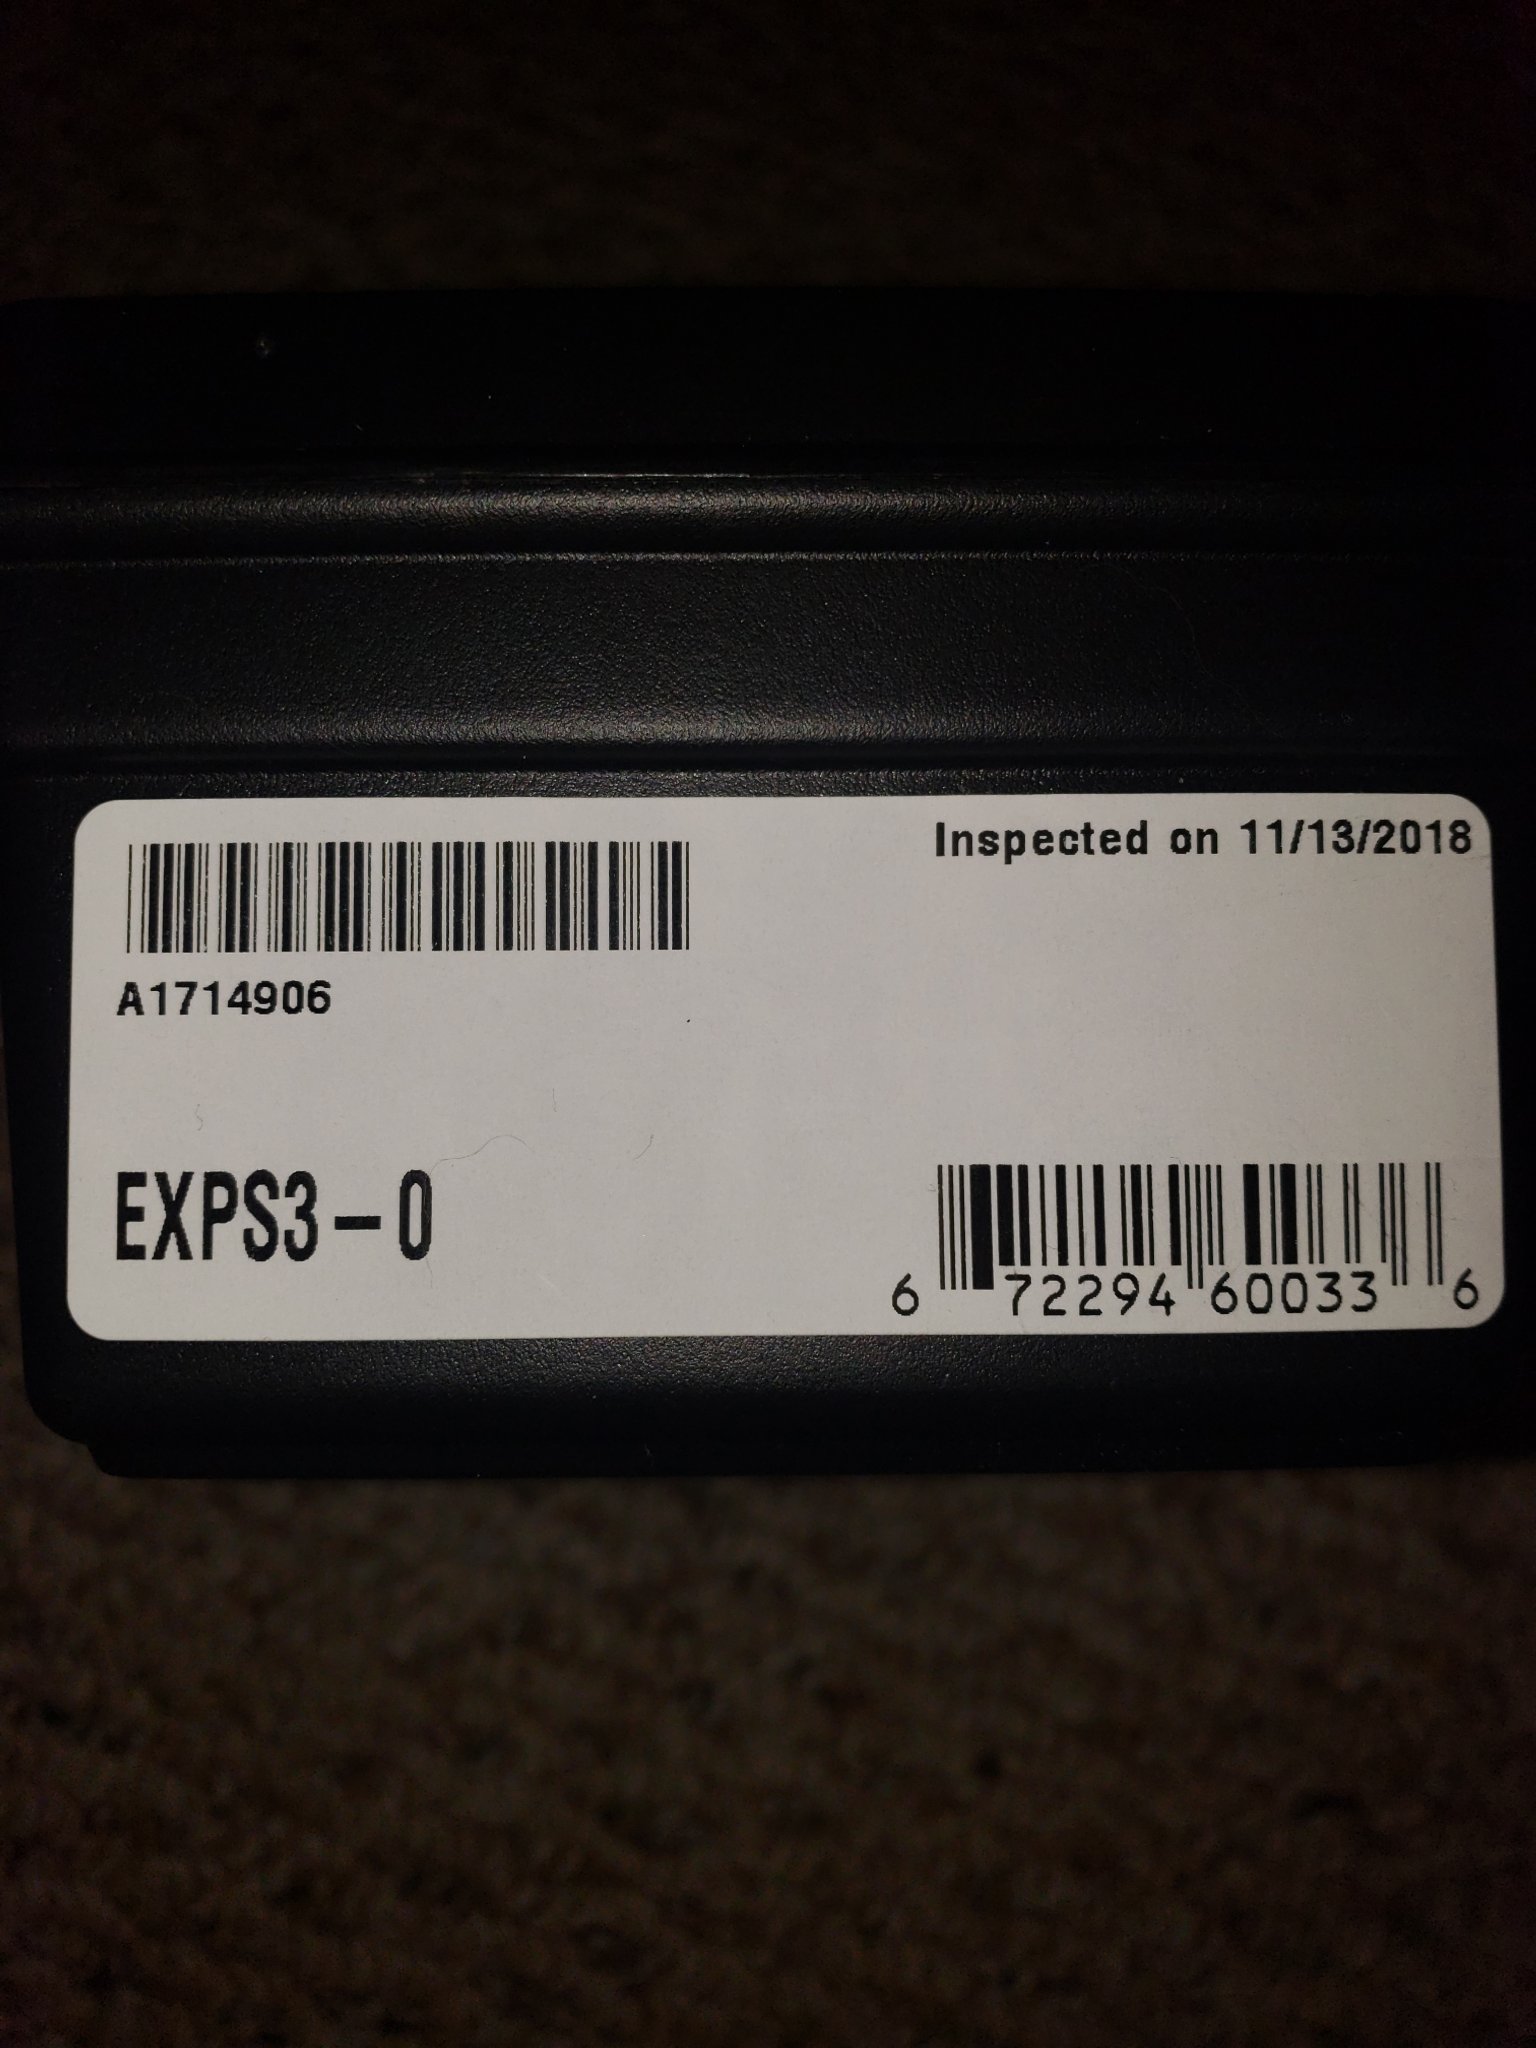 Inspected on 11/13/2018
A1714906
EXPS3-0
6 72294 60033 6